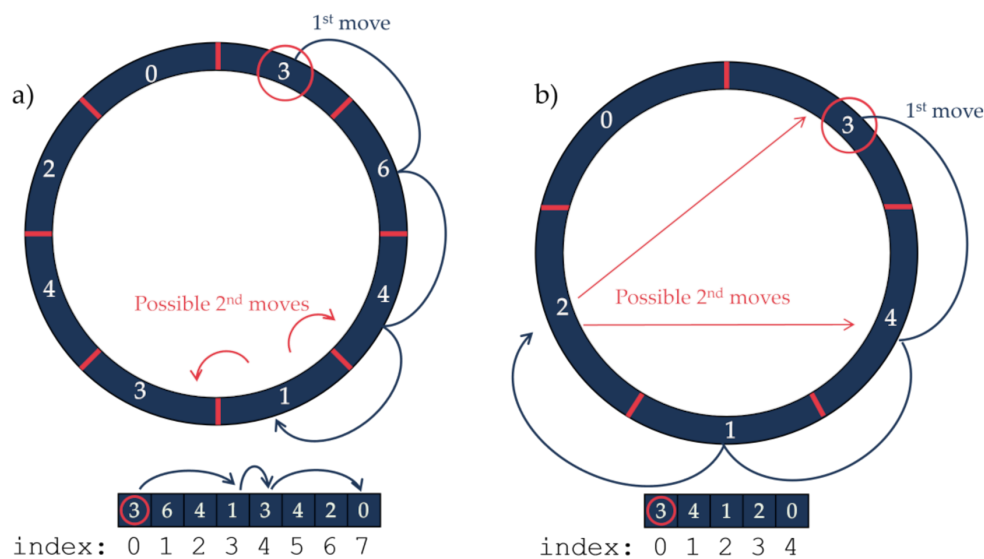 a)
1st move
0
3
2
6
4
4
Possible 2nd moves
3
1
3 6 4 1 3 4 2 0
index: 0 1 2 3 4 5 6 7
b)
1st move
0
3
Possible 2nd moves
2
4
1
3 4 1 2 0
index: 0 1 2 3 4